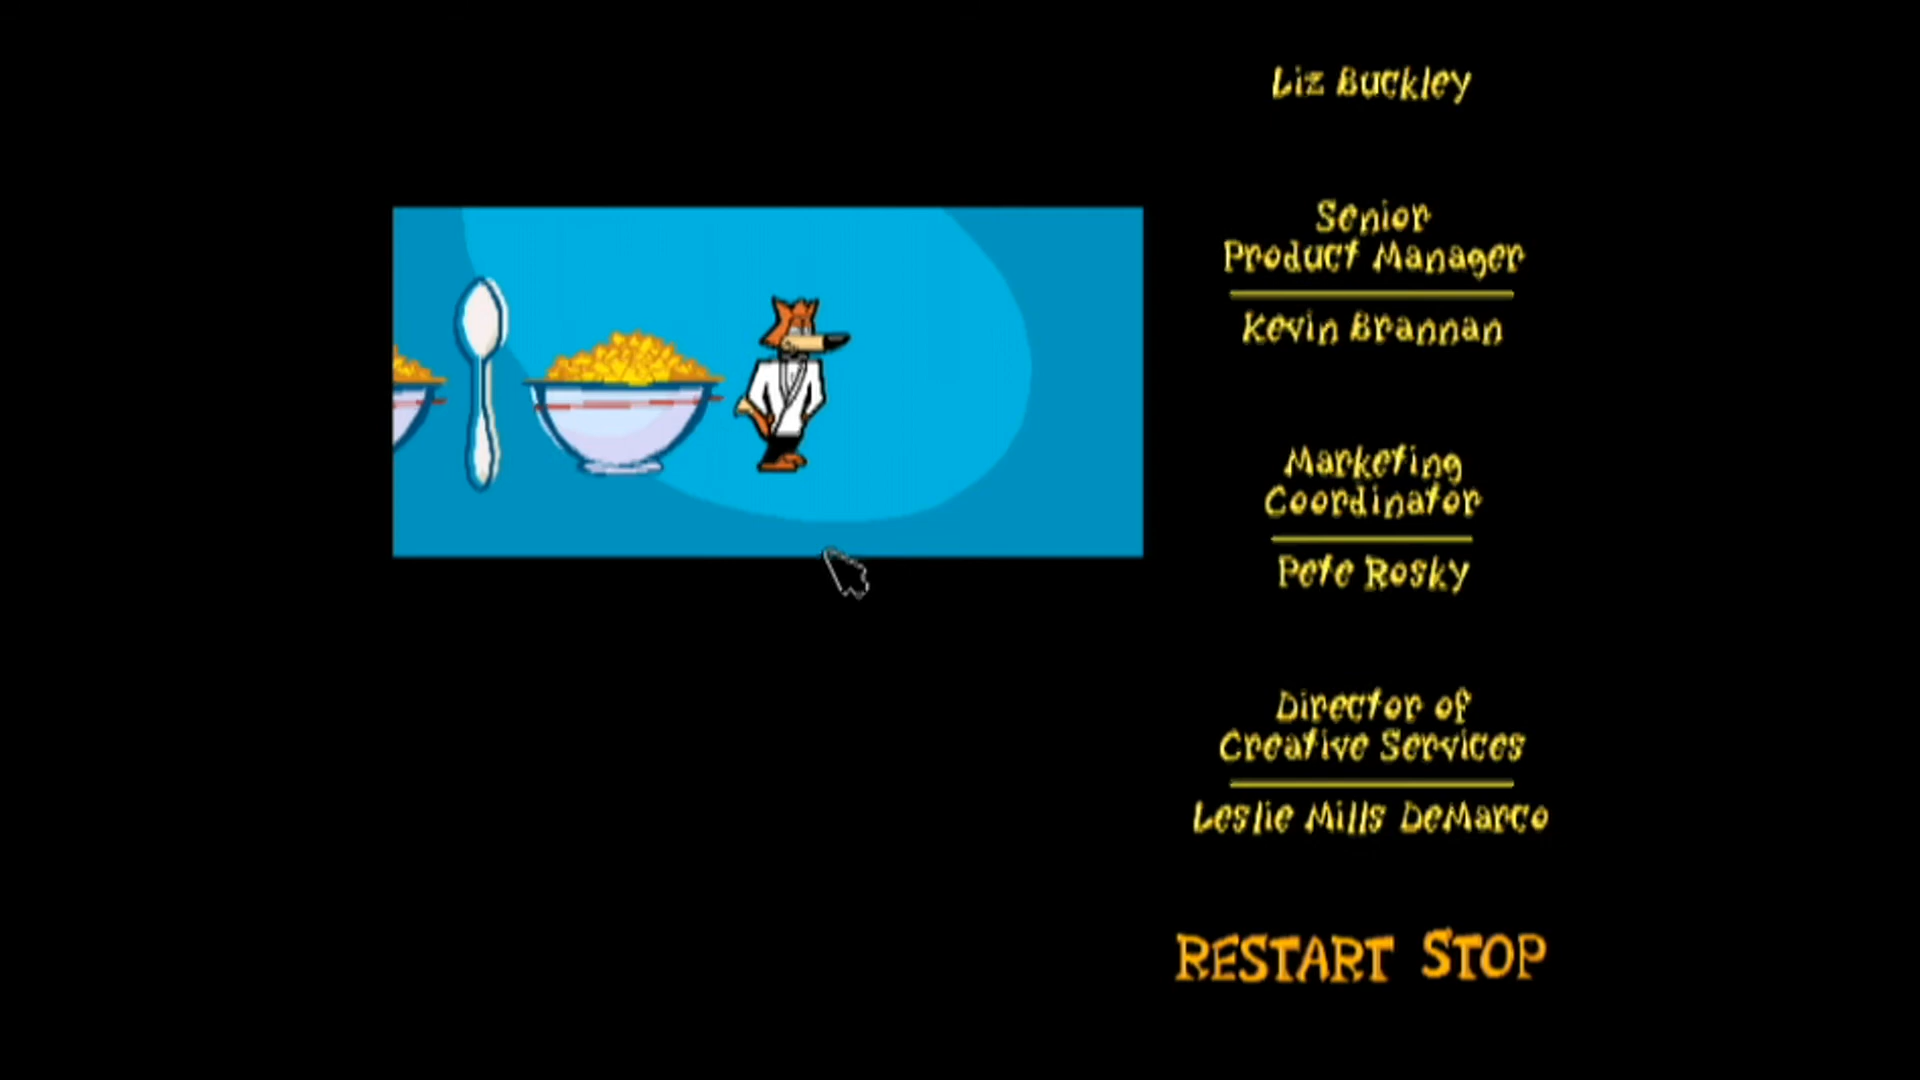 Liz Buckley
Senior
Product Manager
Kevin Brannan
Marketing
Coordinator
Pete Rosky
Director of
Creative Services
Leslie Mills DeMarco
RESTART STOP